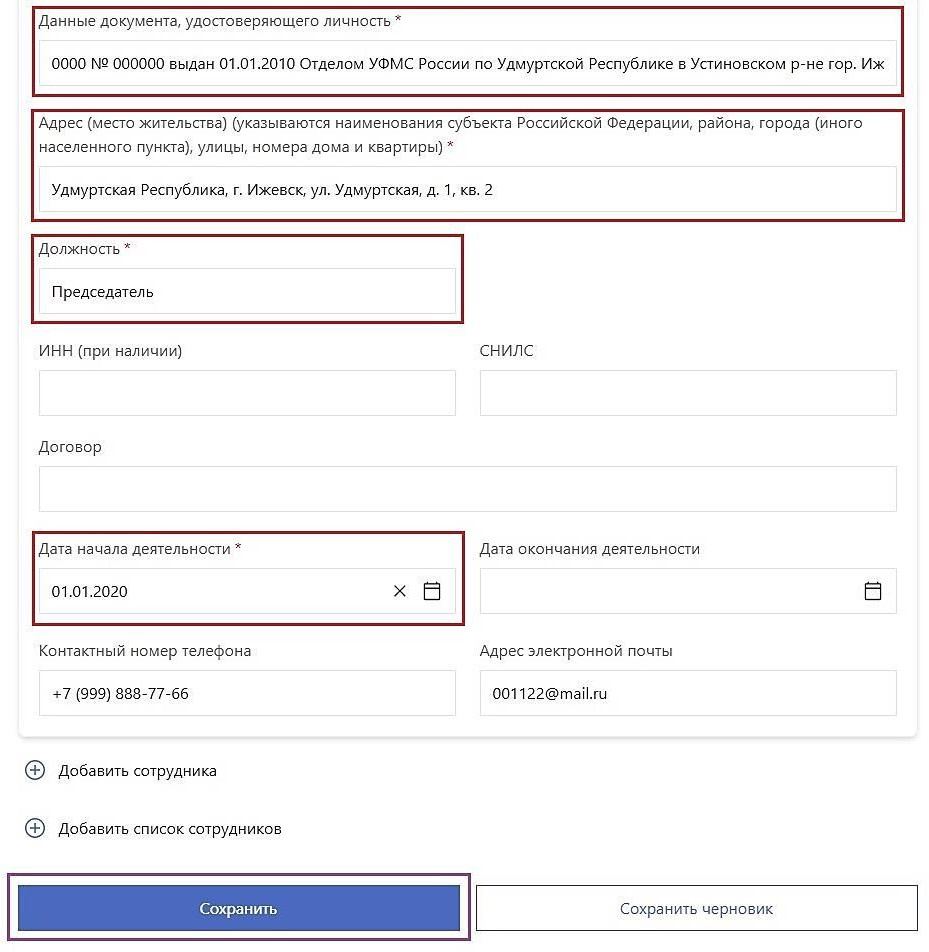 Данные документа, удостоверяющего личность *
0000 № 000000 выдан 01.01.2010 Отделом УФМС России по Удмуртской Республике в Устиновском р-не гор. Иж
Адрес (место жительства) (указываются наименования субъекта Российской Федерации, района, города (иного
населенного пункта), улицы, номера дома и квартиры) *
Удмуртская Республика, г. Ижевск, ул. Удмуртская, д. 1, кв. 2
Должность *
Председатель
ИНН (при наличии)
СНИЛС
Договор
Дата начала деятельности *
Дата окончания деятельности
01.01.2020
Контактный номер телефона
Адрес электронной почты
+7 (999) 888-77-66
001122@mail.ru
Добавить сотрудника
Добавить список сотрудников
Сохранить
Сохранить черновик